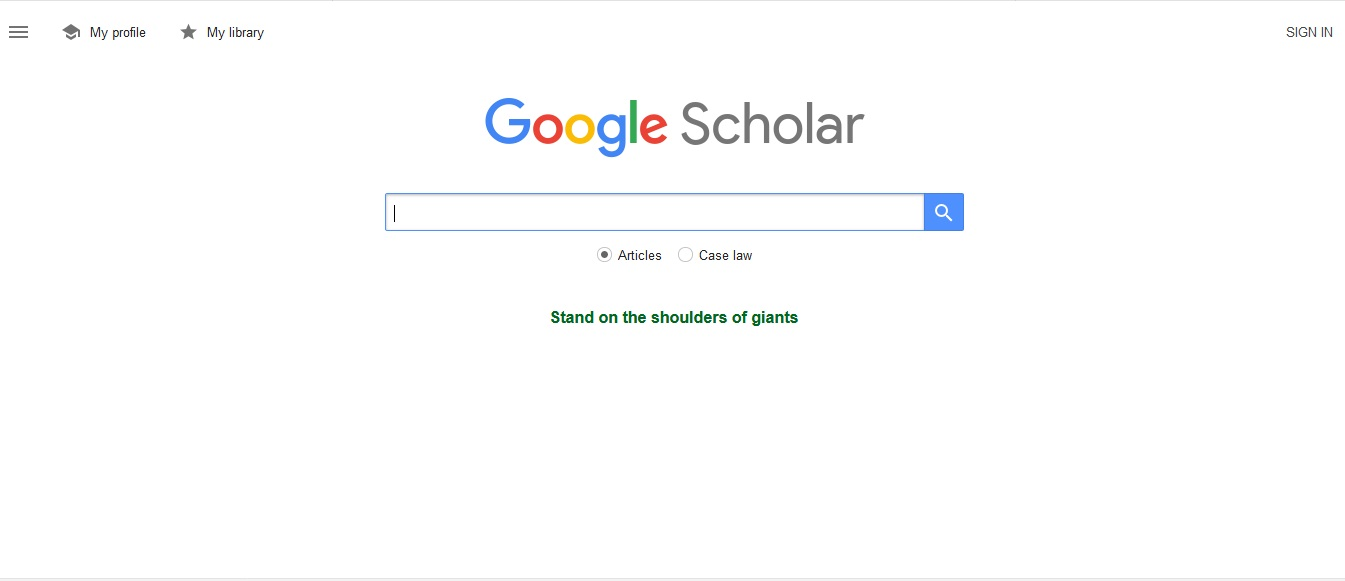 My profile My library SIGN IN
Google Scholar
Articles Case law
Stand on the shoulders of giants